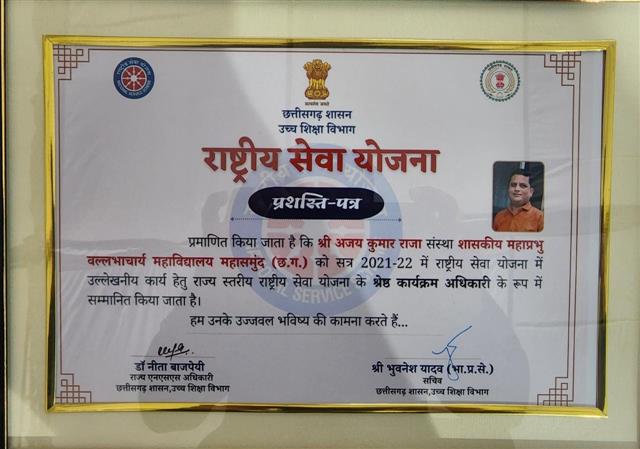 छत्तीसगढ़ शासन
उच्च शिक्षा विभाग
राष्ट्रीय सेवा योजना
प्रशस्ति-पत्र
प्रमाणित किया जाता है कि श्री अजय कुमार राजा संस्था शासकीय महाप्रभु
वल्लभाचार्य महाविद्यालय महासमुंद (छ.ग.) को सत्र 2021-22 में राष्ट्रीय सेवा योजना में
उल्लेखनीय कार्य हेतु राज्य स्तरीय राष्ट्रीय सेवा योजना के श्रेष्ठ कार्यक्रम अधिकारी के रूप में
सम्मानित किया जाता है।
हम उनके उज्जवल भविष्य की कामना करते हैं...
डॉ नीता बाजपेयी
राज्य एनएसएस अधिकारी
छत्तीसगढ़ शासन,उच्च शिक्षा विभाग
श्री भुवनेश यादव (भा.प्र.से.)
सचिव
छत्तीसगढ़ शासन,उच्च शिक्षा विभाग